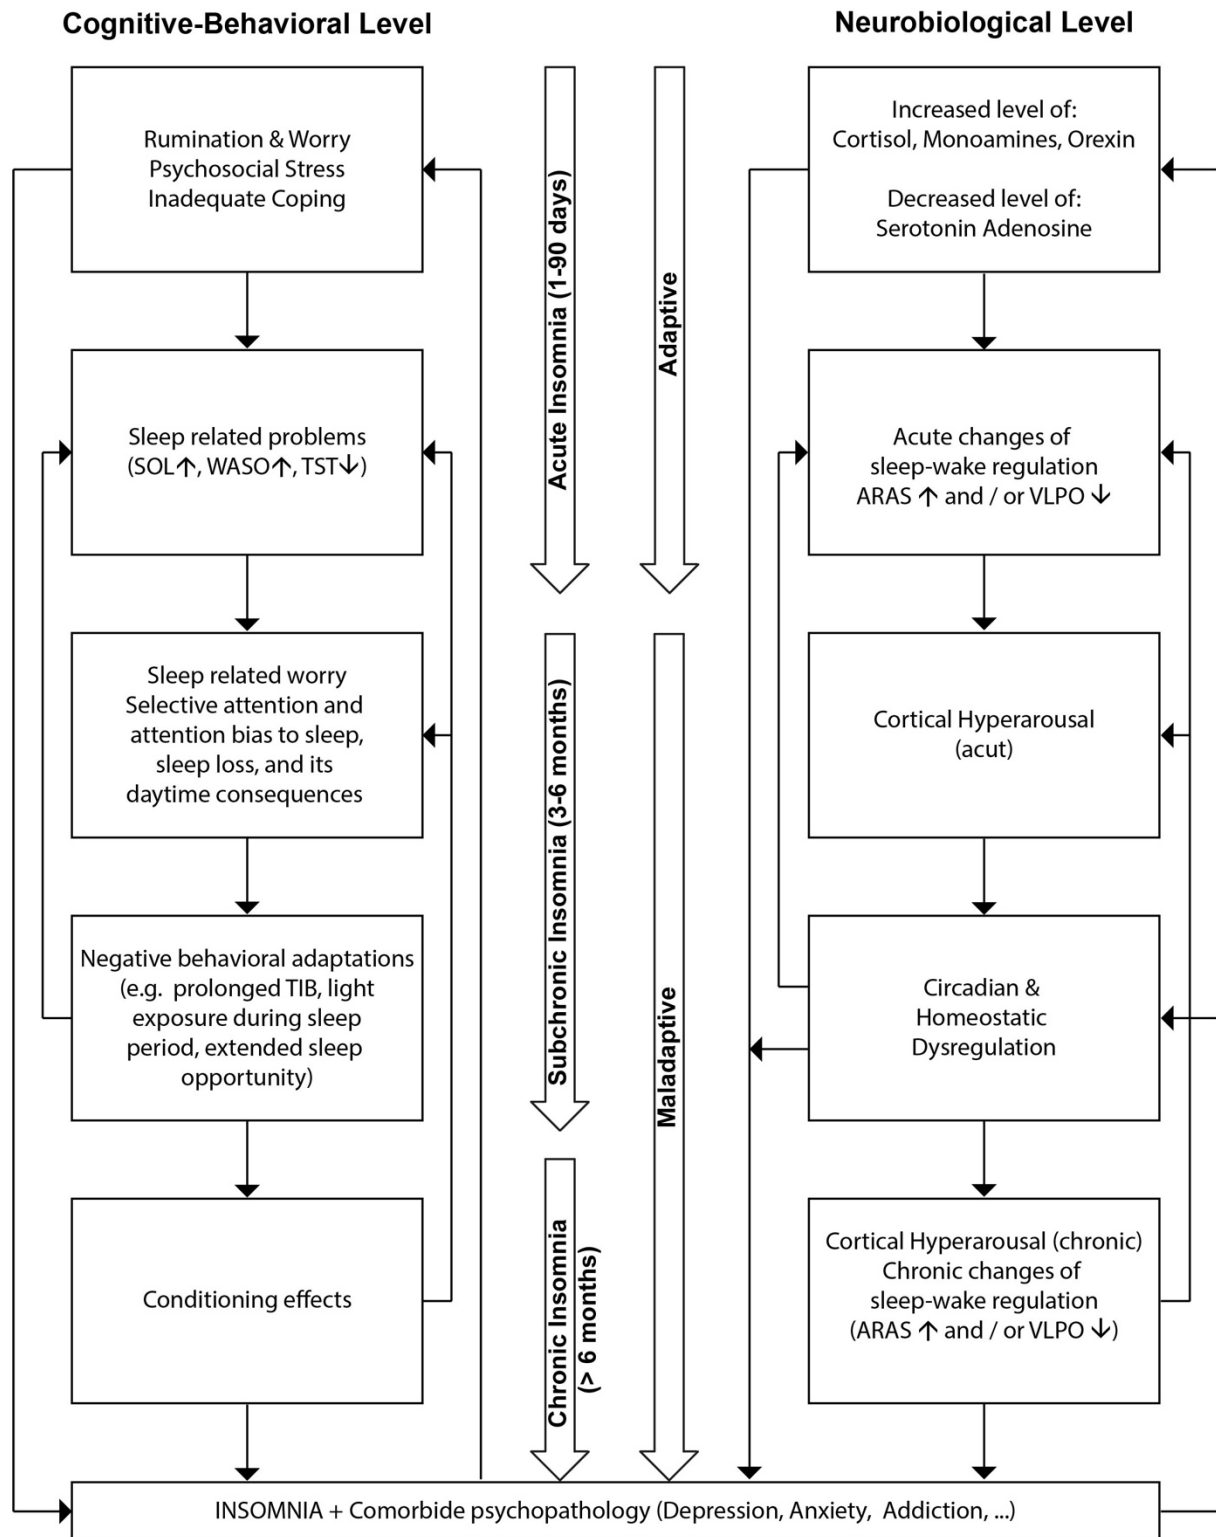 Cognitive-Behavioral Level
Rumination & Worry
Psychosocial Stress
Inadequate Coping
Sleep related problems
(SOL↑, WASO↑, TST↓)
Sleep related worry
Selective attention and
attention bias to sleep,
sleep loss, and its
daytime consequences
Negative behavioral adaptations
(e.g. prolonged TIB, light
exposure during sleep
period, extended sleep
opportunity)
Conditioning effects
Acute Insomnia (1-90 days)
Subchronic Insomnia (3-6 months)
Chronic Insomnia
(> 6 months)
Adaptive
Maladaptive
Neurobiological Level
Increased level of:
Cortisol, Monoamines, Orexin
Decreased level of:
Serotonin Adenosine
Acute changes of
sleep-wake regulation
ARAS ↑ and / or VLPO ↓
Cortical Hyperarousal
(acut)
Circadian &
Homeostatic
Dysregulation
Cortical Hyperarousal (chronic)
Chronic changes of
sleep-wake regulation
(ARAS ↑ and / or VLPO ↓)
INSOMNIA + Comorbide psychopathology (Depression, Anxiety, Addiction, ...)